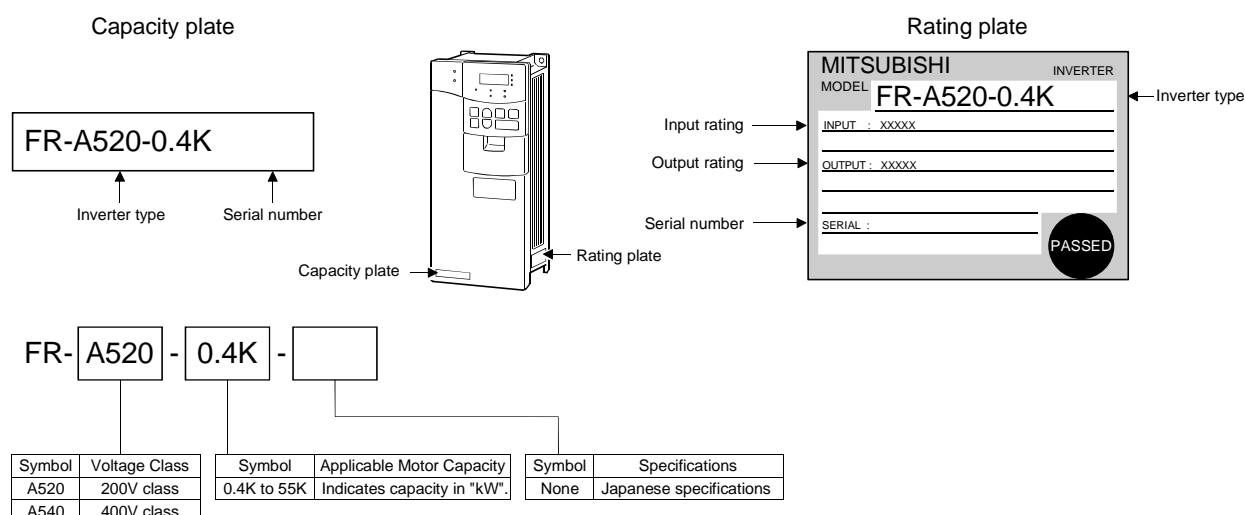 Capacity plate
Rating plate
FR-A520-0.4K
Inverter type
Serial number
Capacity plate
Rating plate
MITSUBISHI
INVERTER
MODEL
FR-A520-0.4K
Inverter type
Input rating
INPUT : XXXXX
Output rating
OUTPUT : XXXXX
Serial number
SERIAL :
PASSED
FR- A520 - 0.4K -
Symbol Voltage Class
A520 200V class
A540 400V class
Symbol Applicable Motor Capacity
0.4K to 55K Indicates capacity in "kW".
Symbol Specifications
None Japanese specifications